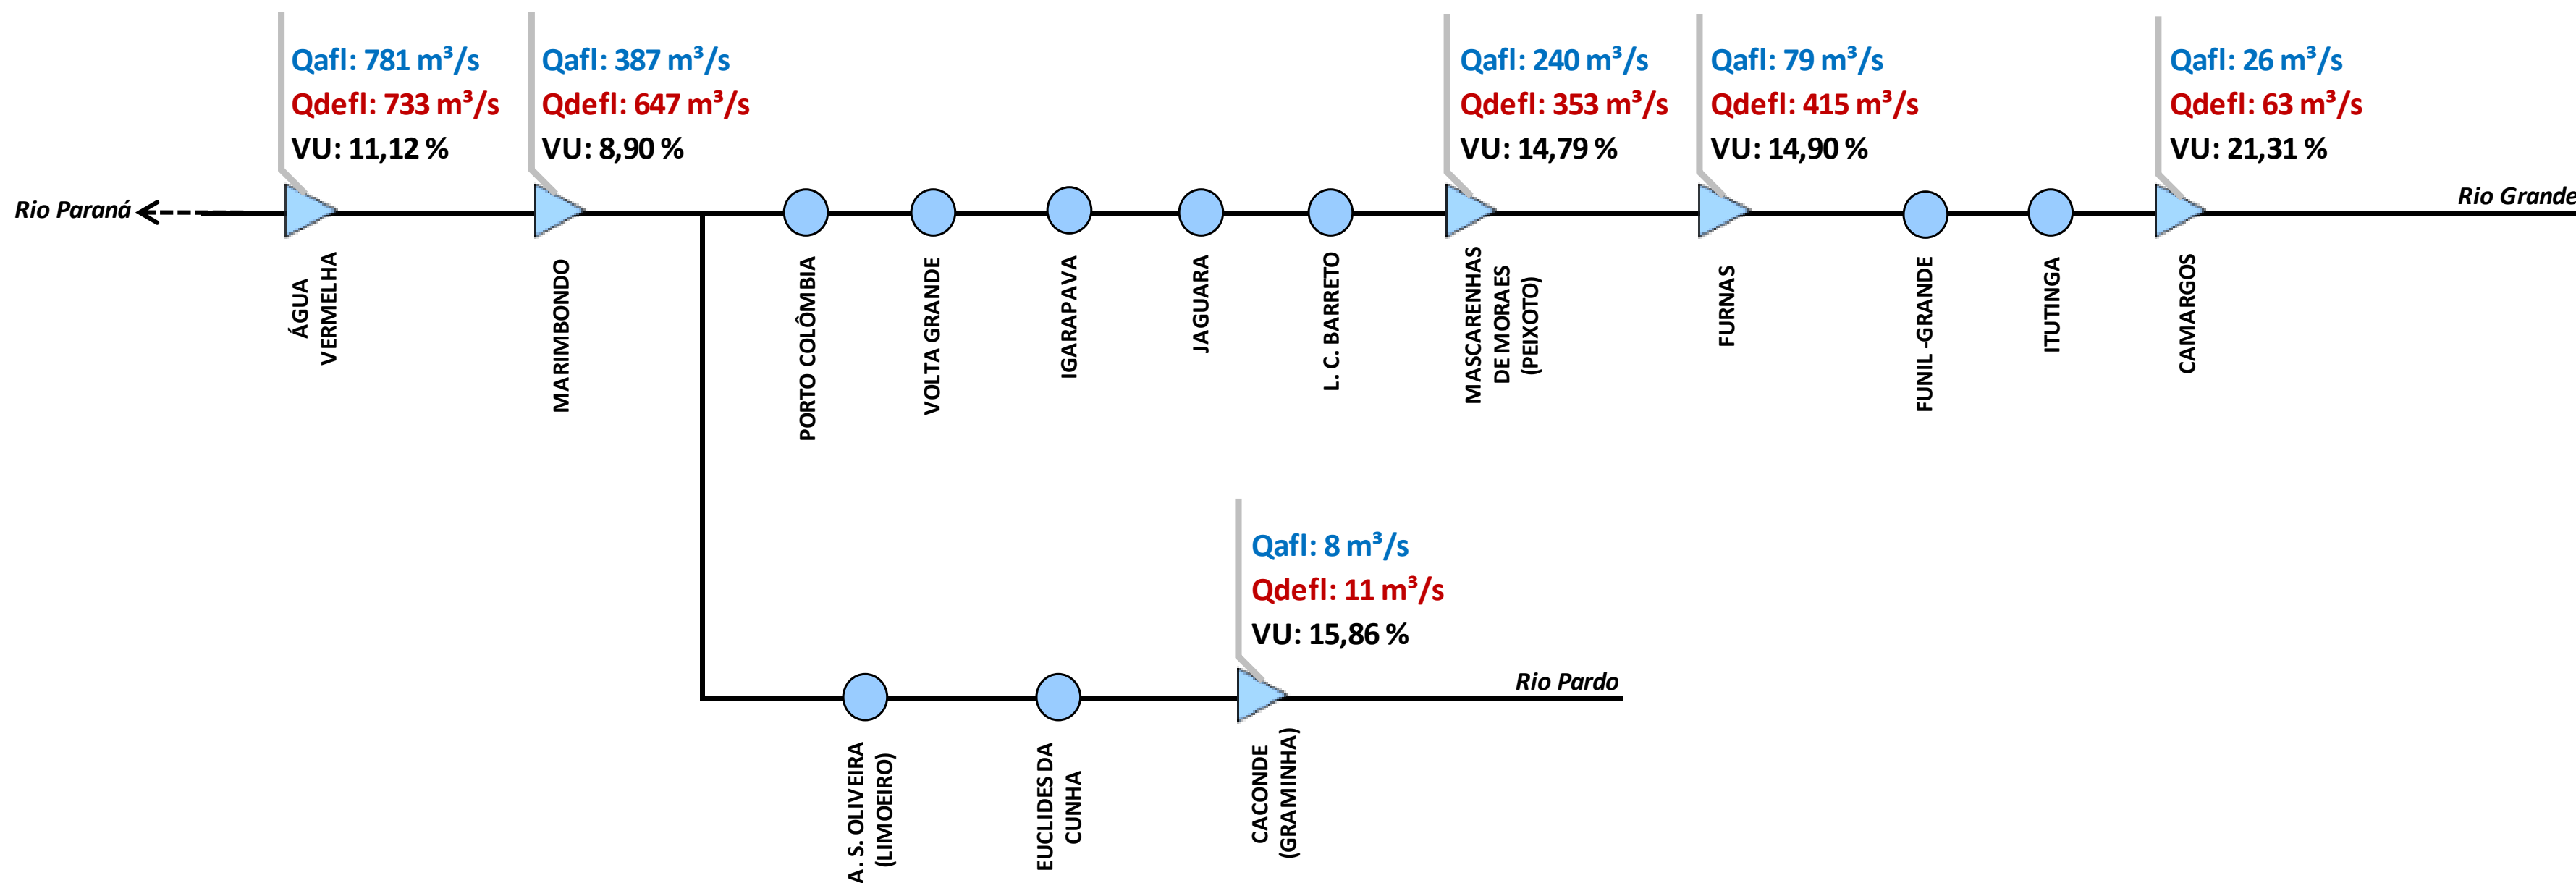 Qafl: 781 m³/s
Qdefl: 733 m³/s
VU: 11,12 %
Qafl: 387 m³/s
Qdefl: 647 m³/s
VU: 8,90 %
Qafl: 240 m³/s
Qdefl: 353 m³/s
VU: 14,79 %
Qafl: 79 m³/s
Qdefl: 415 m³/s
VU: 14,90 %
Qafl: 26 m³/s
Qdefl: 63 m³/s
VU: 21,31 %
Rio Paraná
Rio Grande
ÁGUA
VERMELHA
MARIMBONDO
PORTO COLÔMBIA
VOLTA GRANDE
IGARAPAVA
JAGUARA
L. C. BARRETO
MASCARENHAS
DE MORAES
(PEIXOTO)
FURNAS
FUNIL -GRANDE
ITUTINGA
CAMARGOS
Qafl: 8 m³/s
Qdefl: 11 m³/s
VU: 15,86 %
Rio Pardo
A. S. OLIVEIRA
(LIMOEIRO)
EUCLIDES DA
CUNHA
CACONDE
(GRAMINHA)